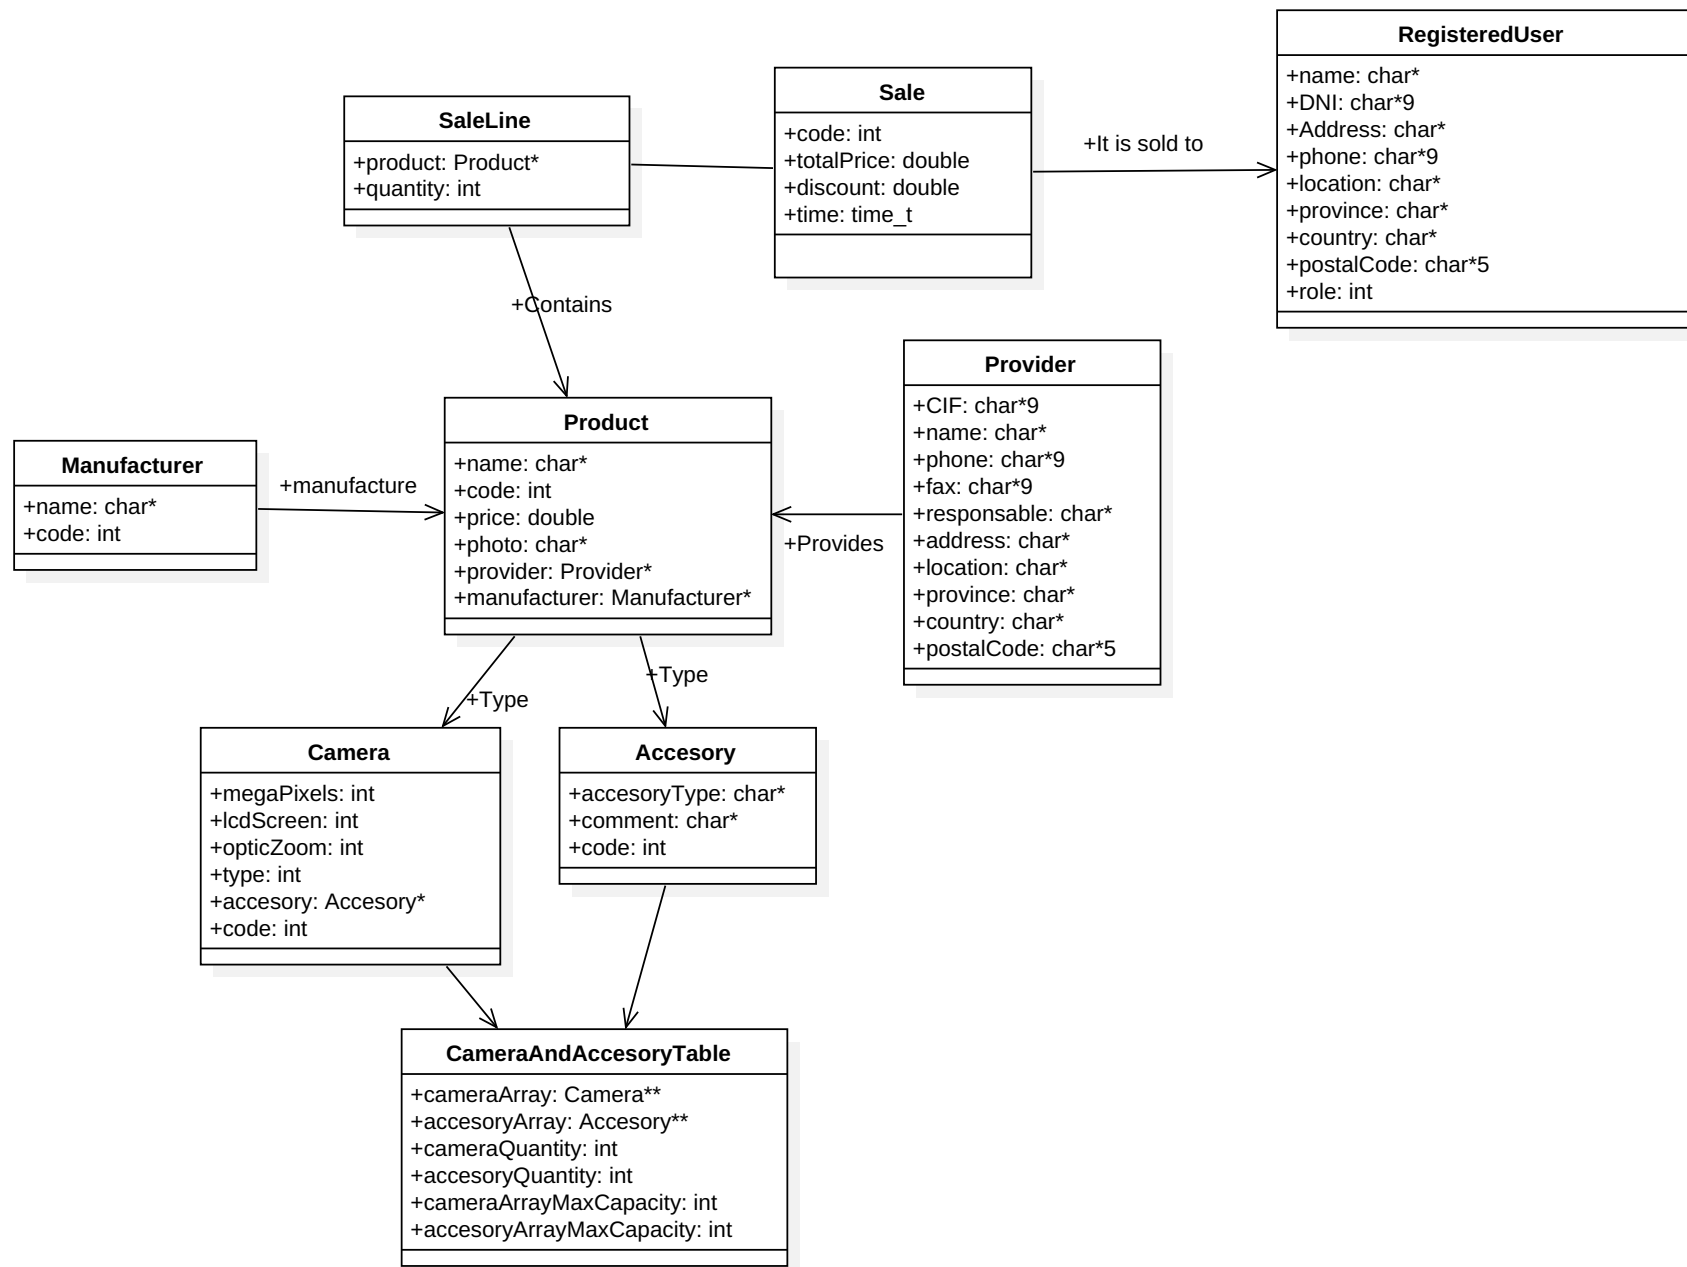 RegisteredUser
+name: char*
+DNI: char*9
+Address: char*
+phone: char*9
+location: char*
+province: char*
+country: char*
+postalCode: char*5
+role: int
Sale
+code: int
+totalPrice: double
+discount: double
+time: time_t
+It is sold to
SaleLine
+product: Product*
+quantity: int
+Contains
Provider
+CIF: char*9
+name: char*
+phone: char*9
+fax: char*9
+responsable: char*
+address: char*
+location: char*
+province: char*
+country: char*
+postalCode: char*5
+Provides
Product
+name: char*
+code: int
+price: double
+photo: char*
+provider: Provider*
+manufacturer: Manufacturer*
Manufacturer
+name: char*
+code: int
+manufacture
+Type
+Type
Camera
+megaPixels: int
+lcdScreen: int
+opticZoom: int
+type: int
+accesory: Accesory*
+code: int
Accesory
+accesoryType: char*
+comment: char*
+code: int
CameraAndAccesoryTable
+cameraArray: Camera**
+accesoryArray: Accesory**
+cameraQuantity: int
+accesoryQuantity: int
+cameraArrayMaxCapacity: int
+accesoryArrayMaxCapacity: int